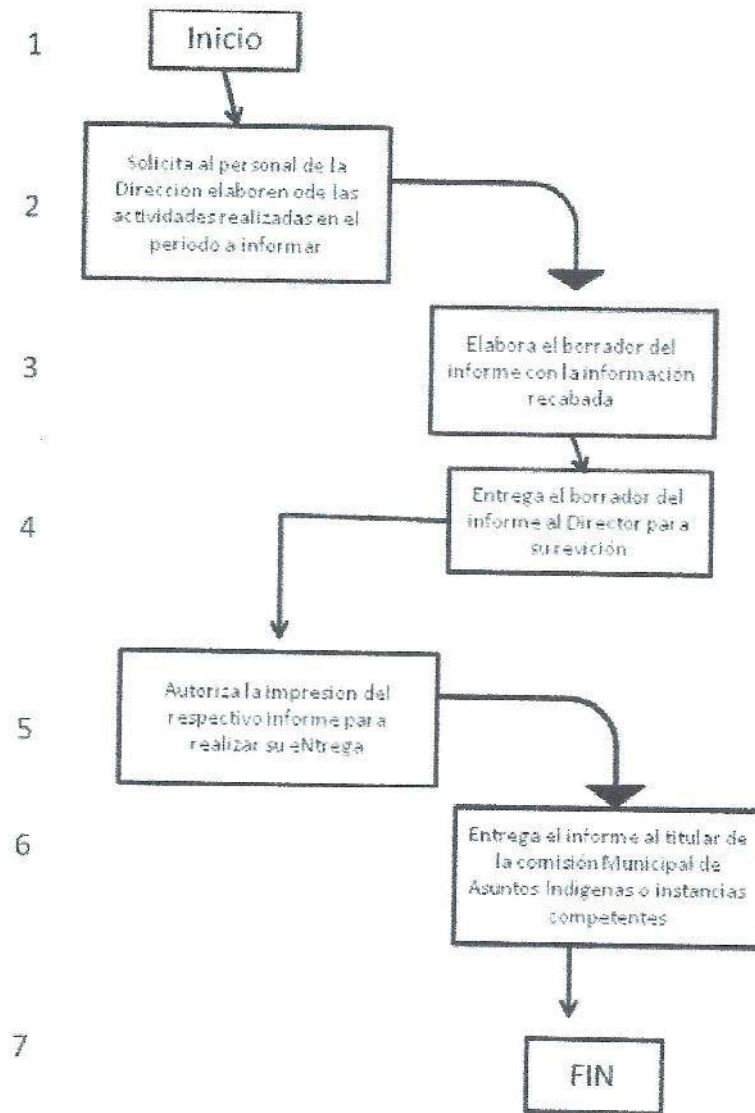 1
Inicio
2
Solicita al personal de la
Dirección elaboren ode las
actividades realizadas en el
periodo a informar
3
Elabora el borrador del
informe con la información
recabada
4
Entrega el borrador del
informe al Director para
su revición
5
Autoriza la impresion del
respectivo informe para
realizar su eNtrega
6
Entrega el informe al titular de
la comisión Municipal de
Asuntos Indigenas o instancias
competentes
7
FIN